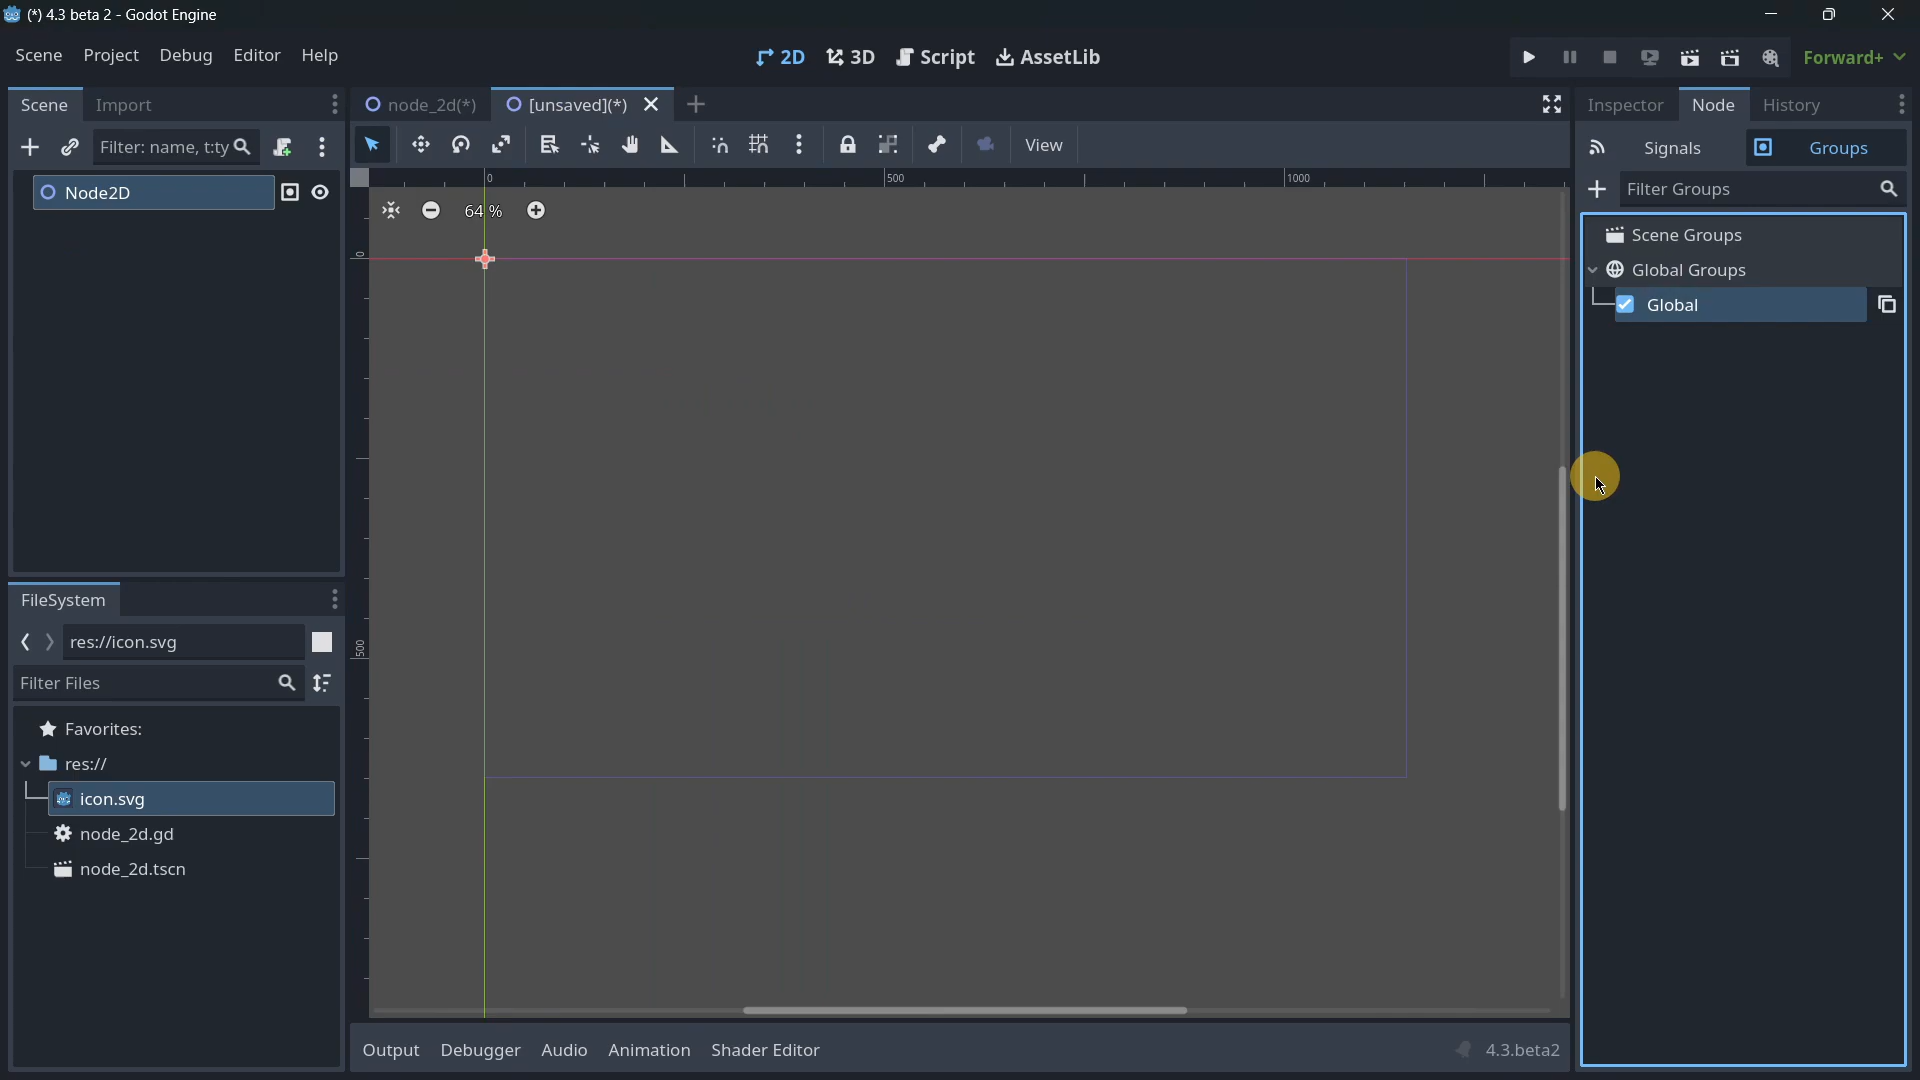 (*) 4.3 beta 2 - Godot Engine
Scene Project Debug Editor Help
2D 3D Script AssetLib
Forward+
Scene Import
node_2d(*) [unsaved](*)
Inspector Node History
Filter: name, t:ty
View
Signals Groups
Node2D
0 500 1000
64 %
Filter Groups
0
500
Scene Groups
Global Groups
Global
FileSystem
res://icon.svg
Filter Files
Favorites:
res://
icon.svg
node_2d.gd
node_2d.tscn
Output Debugger Audio Animation Shader Editor
4.3.beta2